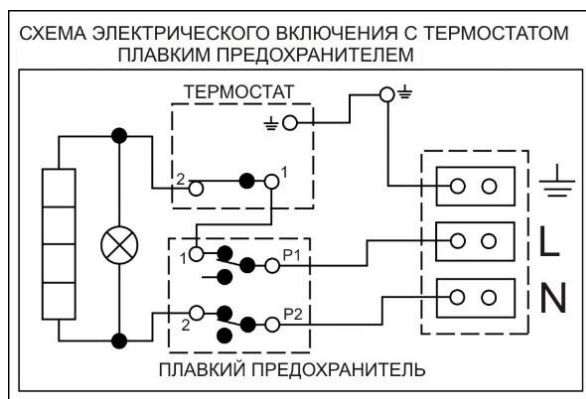 СХЕМА ЭЛЕКТРИЧЕСКОГО ВКЛЮЧЕНИЯ С ТЕРМОСТАТОМ
ПЛАВКИМ ПРЕДОХРАНИТЕЛЕМ
ТЕРМОСТАТ
2
1
1
P1
L
2
P2
N
ПЛАВКИЙ ПРЕДОХРАНИТЕЛЬ